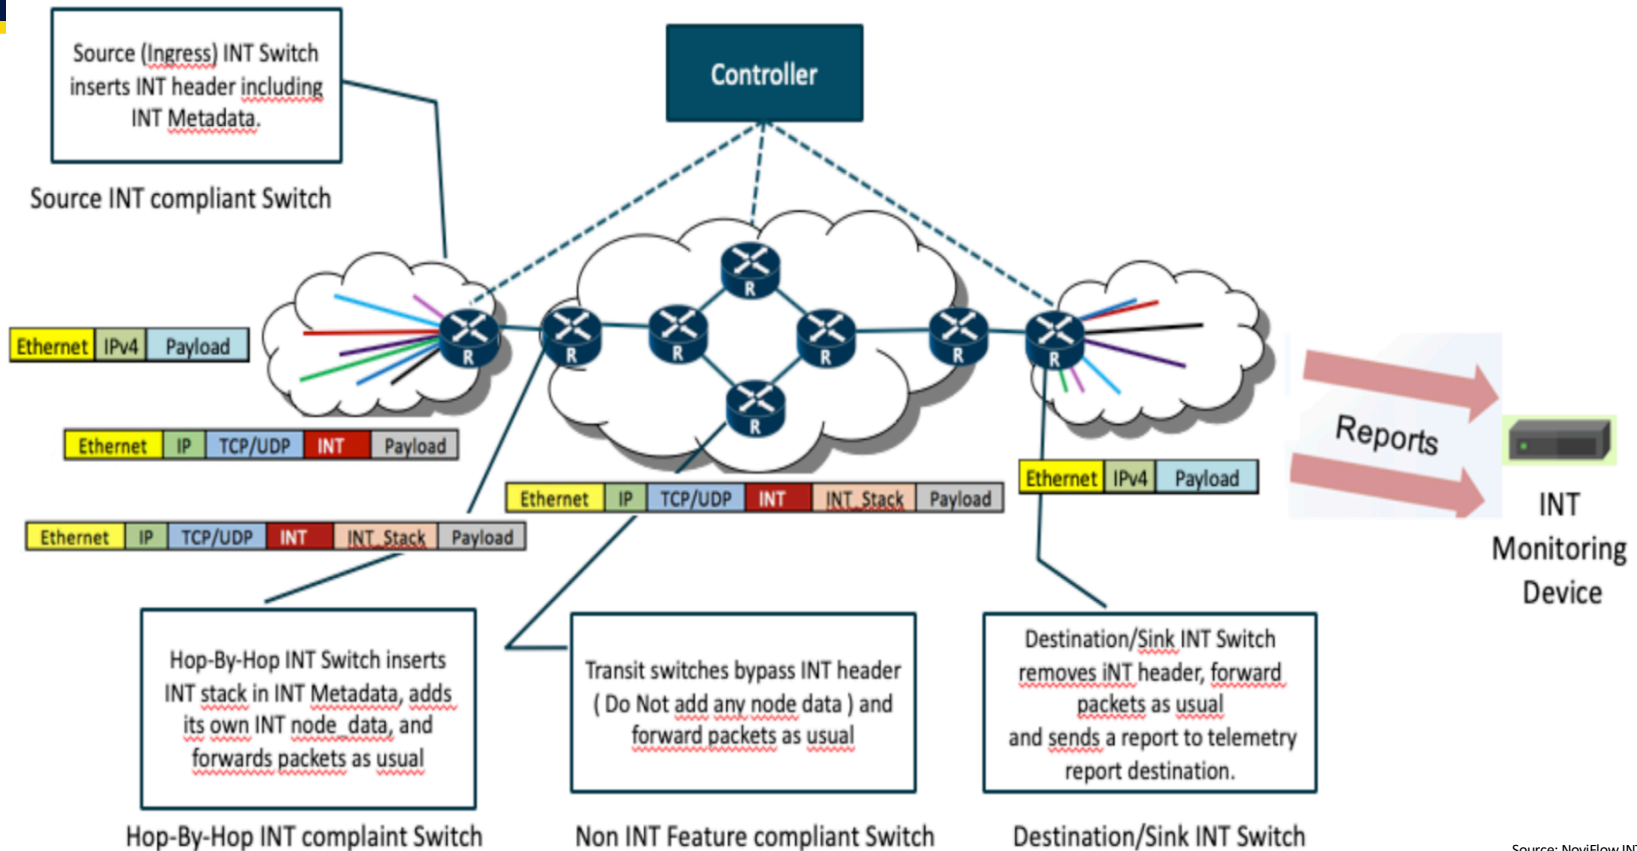 Source (Ingress) INT Switch
inserts INT header including
INT Metadata.
Source INT compliant Switch
Controller
R
R
R
R
R
R
R
R
Ethernet IPv4 Payload
Ethernet IP TCP/UDP INT Payload
Ethernet IP TCP/UDP INT INT_Stack Payload
Ethernet IP TCP/UDP INT INT_Stack Payload
Ethernet IPv4 Payload
Reports
INT
Monitoring
Device
Hop-By-Hop INT Switch inserts
INT stack in INT Metadata, adds
its own INT node_data, and
forwards packets as usual
Hop-By-Hop INT complaint Switch
Transit switches bypass INT header
( Do Not add any node data ) and
forward packets as usual
Non INT Feature compliant Switch
Destination/Sink INT Switch
removes iNT header, forward
packets as usual
and sends a report to telemetry
report destination.
Destination/Sink INT Switch
Source: NoviFlow INT